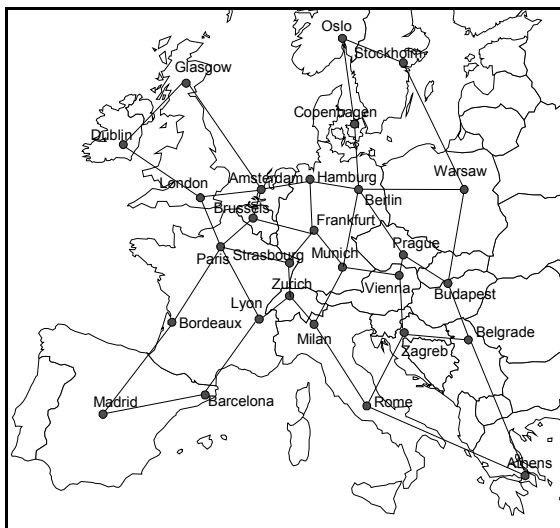 Oslo
Stockholm
Glasgow
Copenhagen
Dublin
Amsterdam
Hamburg
Warsaw
London
Berlin
Brussels
Frankfurt
Paris
Strasbourg
Munich
Prague
Zurich
Vienna
Budapest
Lyon
Bordeaux
Milan
Zagreb
Belgrade
Madrid
Barcelona
Rome
Athens